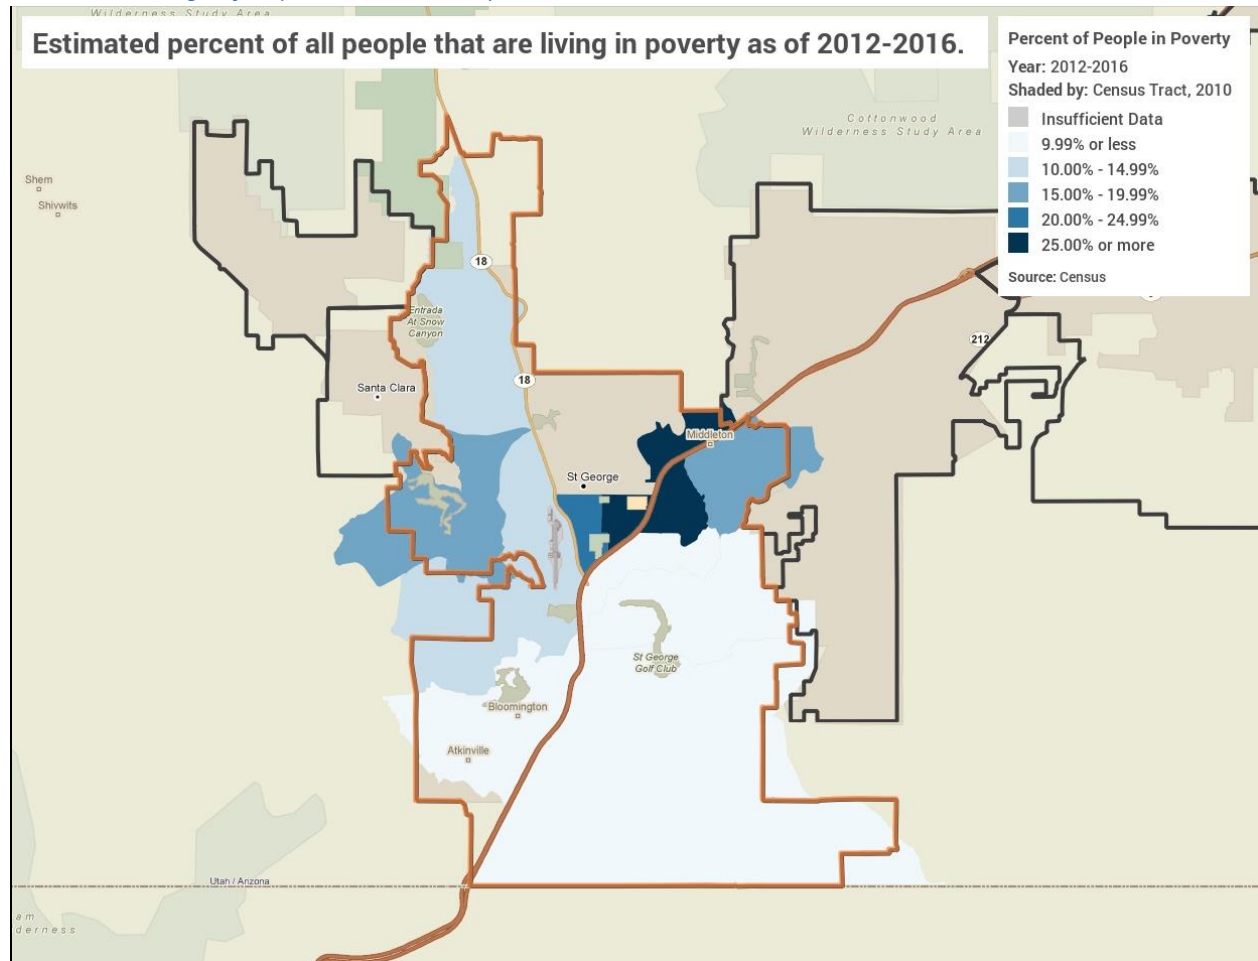 Wilderness Study Area
Estimated percent of all people that are living in poverty as of 2012-2016.
Percent of People in Poverty
Year: 2012-2016
Shaded by: Census Tract, 2010
Insufficient Data
9.99% or less
10.00% - 14.99%
15.00% - 19.99%
20.00% - 24.99%
25.00% or more
Source: Census
Cottonwood
Wilderness Study Area
Shem
Shivwits
18
Entrada
At Snow
Canyon
212
18
Santa Clara
Middleton
St George
St George
Golf Club
Bloomington
Atkinville
Utah / Arizona